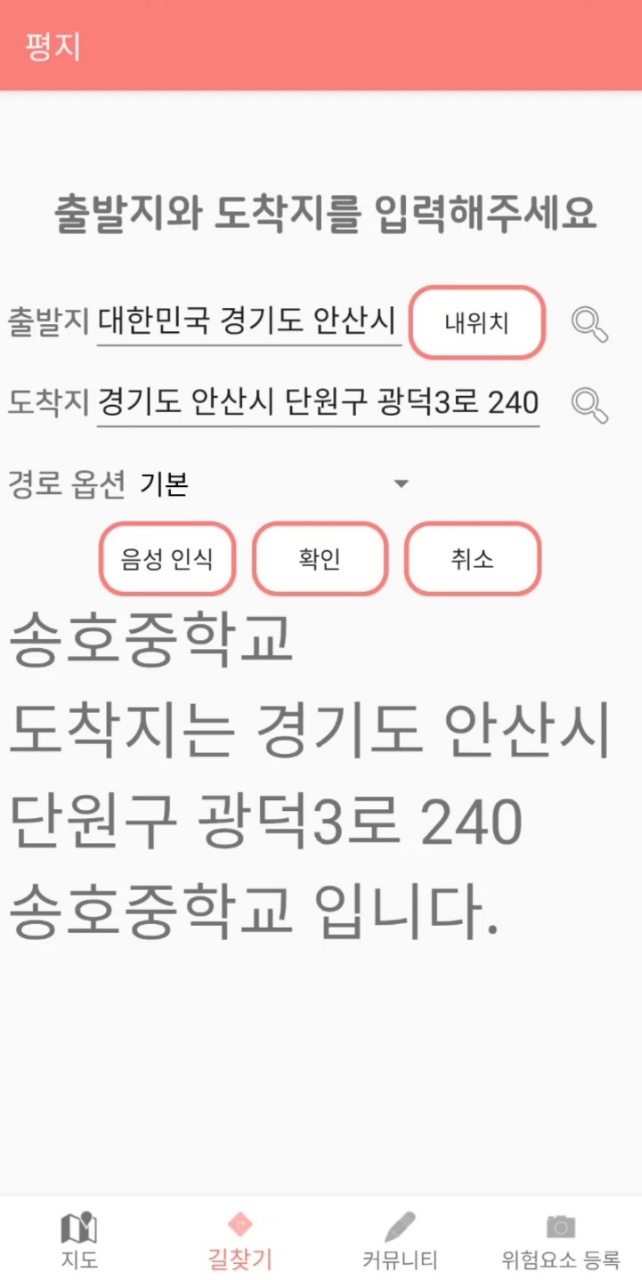 평지
출발지와 도착지를 입력해주세요
출발지 대한민국 경기도 안산시 내위치
도착지 경기도 안산시 단원구 광덕3로 240
경로 옵션 기본
음성 인식 확인 취소
송호중학교
도착지는 경기도 안산시
단원구 광덕3로 240
송호중학교 입니다.
지도 길찾기 커뮤니티 위험요소 등록